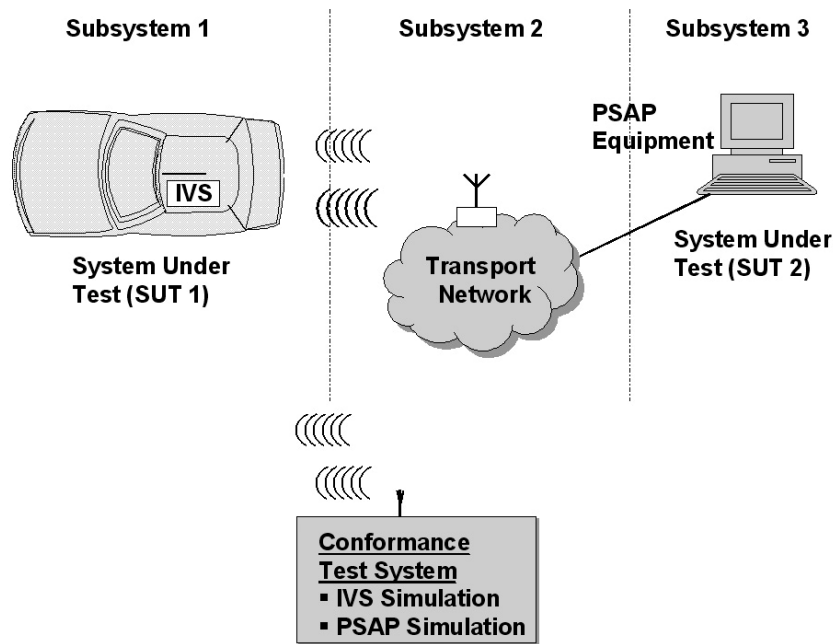 Subsystem 1
Subsystem 2
Subsystem 3
PSAP
Equipment
IVS
System Under
Test (SUT 1)
Transport
Network
System Under
Test (SUT 2)
Conformance
Test System
▪ IVS Simulation
▪ PSAP Simulation